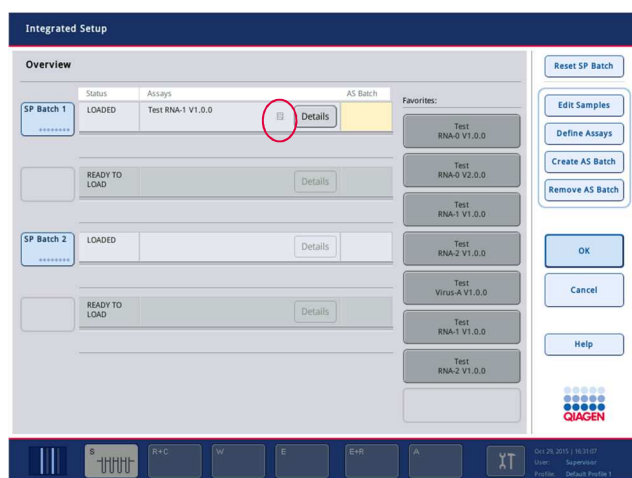 Integrated Setup
Overview
Status Assays AS Batch
SP Batch 1
LOADED
Test RNA-1 V1.0.0
Details
READY TO
LOAD
Details
SP Batch 2
LOADED
Details
READY TO
LOAD
Details
Favorites:
Test
RNA-0 V1.0.0
Test
RNA-0 V2.0.0
Test
RNA-1 V1.0.0
Test
RNA-2 V1.0.0
Test
Virus-A V1.0.0
Test
RNA-1 V1.0.0
Test
RNA-2 V1.0.0
Reset SP Batch
Edit Samples
Define Assays
Create AS Batch
Remove AS Batch
OK
Cancel
Help
QIAGEN
S R+C W E E+R A
Oct 29, 2015 | 16:31:07
User: Supervisor
Profile: Default Profile 1